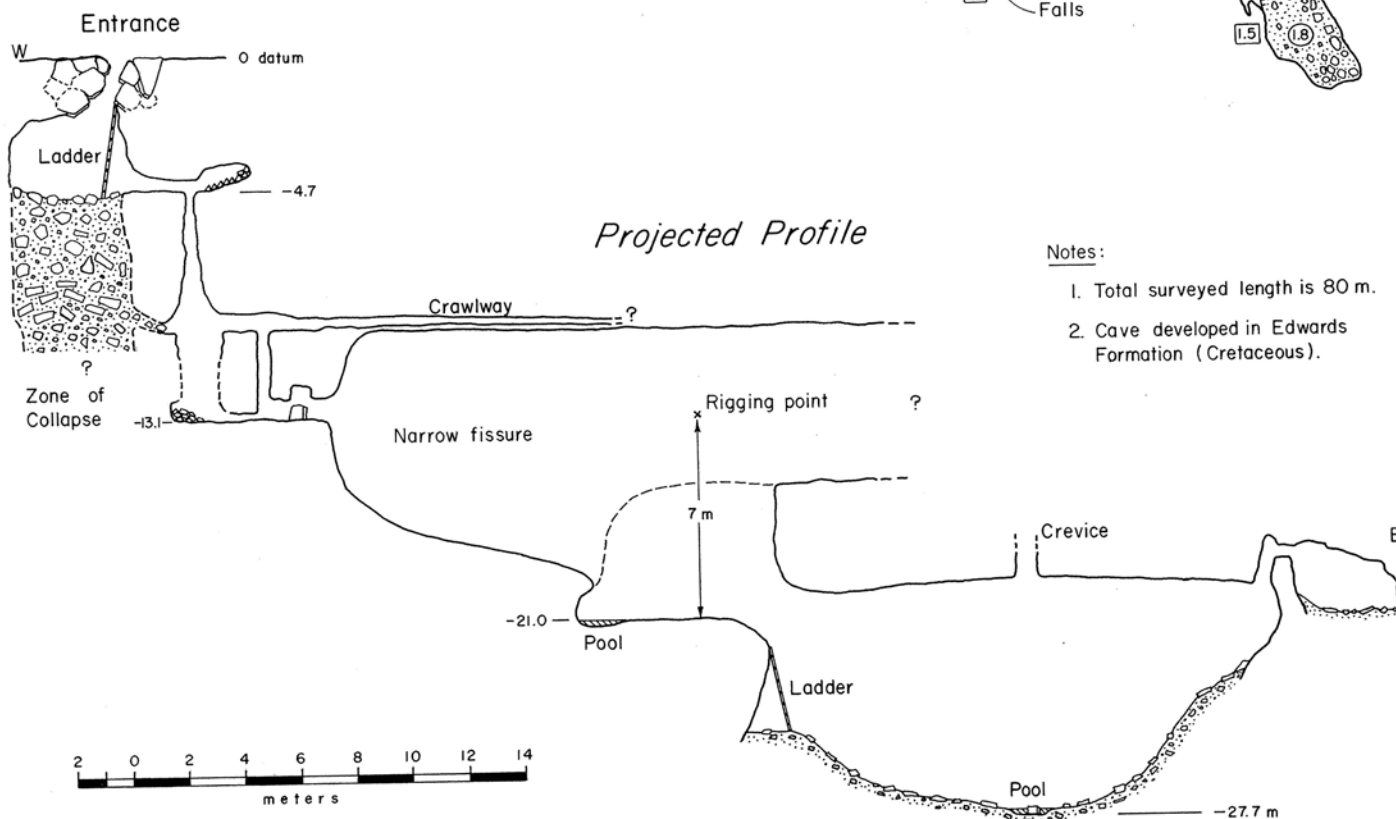 Falls
1.5
1.8
Entrance
W
0 datum
Ladder
-4.7
Projected Profile
Notes:
1. Total surveyed length is 80 m.
2. Cave developed in Edwards
Formation (Cretaceous).
Crawlway
?
?
Zone of
Collapse
-13.1
Rigging point
?
Narrow fissure
7 m
Crevice
E
-21.0
Pool
Ladder
2 0 2 4 6 8 10 12 14
meters
Pool
-27.7 m